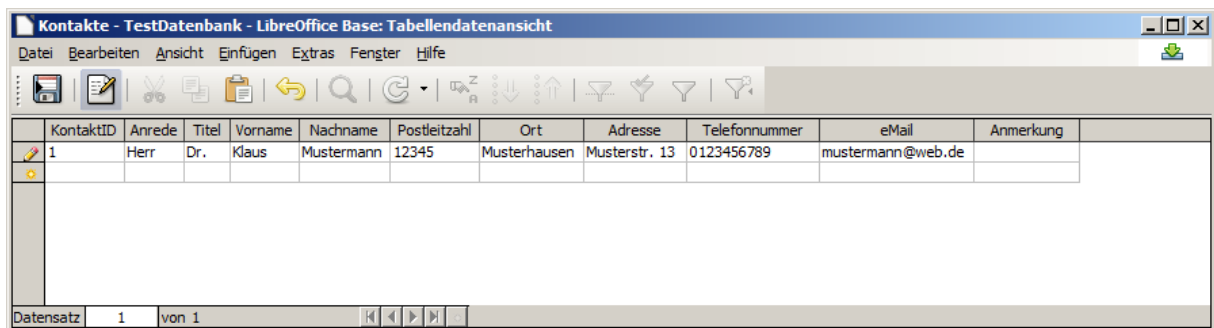 Kontakte - TestDatenbank - LibreOffice Base: Tabellendatenansicht
Datei Bearbeiten Ansicht Einfügen Extras Fenster Hilfe
KontaktID Anrede Titel Vorname Nachname Postleitzahl Ort Adresse Telefonnummer eMail Anmerkung
1 Herr Dr. Klaus Mustermann 12345 Musterhausen Musterstr. 13 0123456789 mustermann@web.de
Datensatz 1 von 1